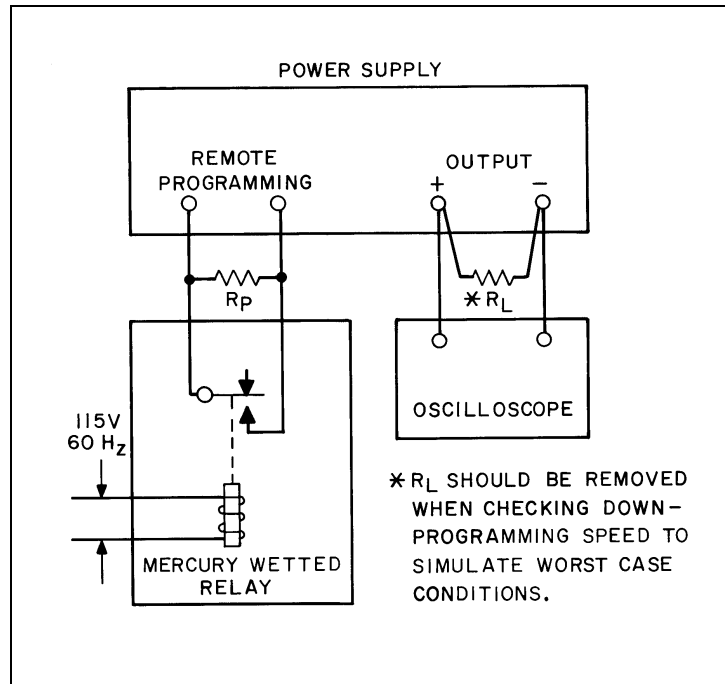 POWER SUPPLY
REMOTE
PROGRAMMING
OUTPUT
+ -
RP
*RL
115V
60 HZ
OSCILLOSCOPE
MERCURY WETTED
RELAY
*RL SHOULD BE REMOVED
WHEN CHECKING DOWN-
PROGRAMMING SPEED TO
SIMULATE WORST CASE
CONDITIONS.